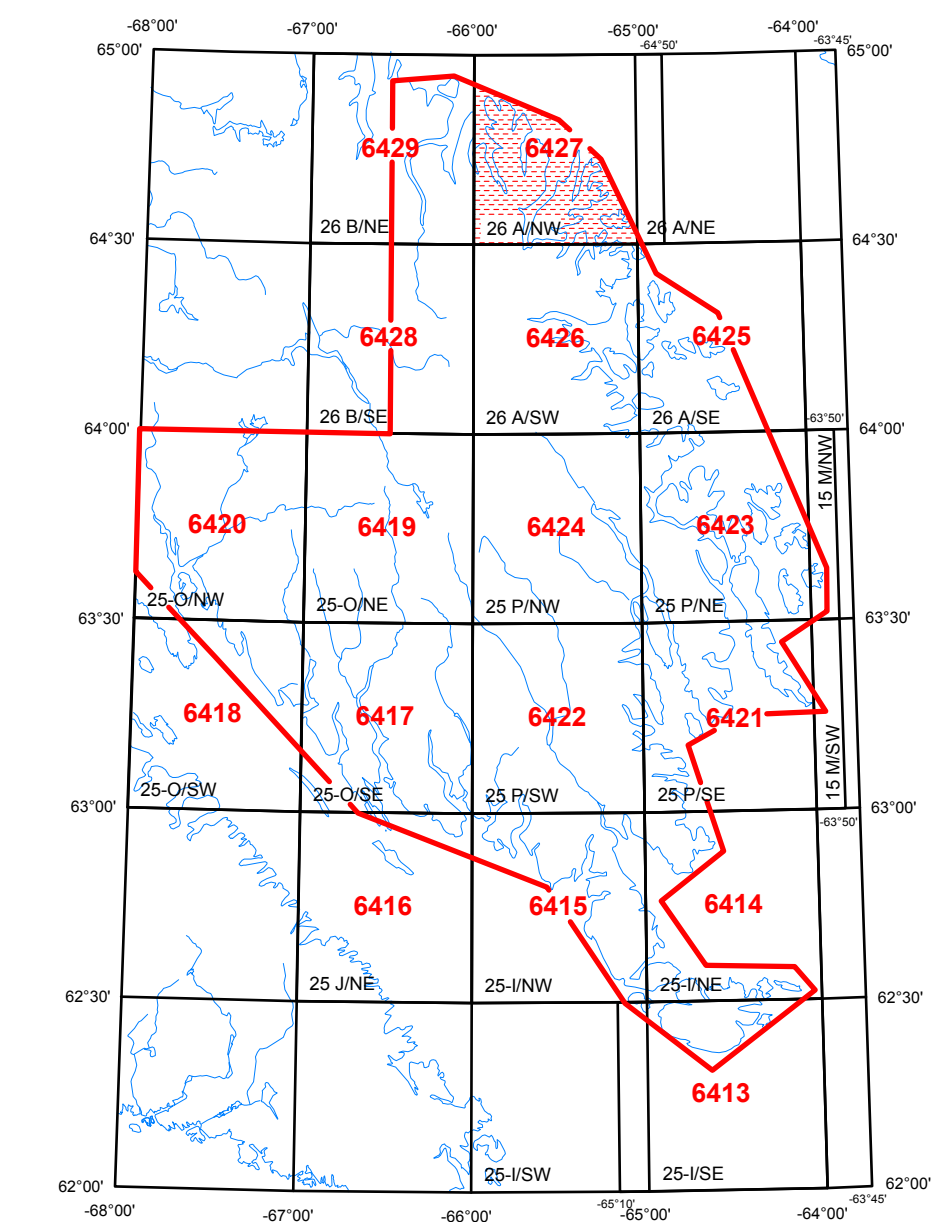 -68°00' -67°00' -66°00' -65°00' -64°00'
-64°50' -63°45'
65°00' 65°00'
6429 6427
26 B/NE 26 A/NW 26 A/NE
64°30' 64°30'
6428 6426 6425
26 B/SE 26 A/SW 26 A/SE
-63°50'
64°00' 64°00'
15 M/NW
6420 6419 6424 6423
25-O/NW 25-O/NE 25 P/NW 25 P/NE
63°30' 63°30'
6418 6417 6422 6421
15 M/SW
25-O/SW 25-O/SE 25 P/SW 25 P/SE
63°00' 63°00'
-63°50'
6416 6415 6414
25 J/NE 25-I/NW 25-I/NE
62°30' 62°30'
6413
25-I/SW 25-I/SE
62°00' 62°00'
-65°10' -63°45'
-68°00' -67°00' -66°00' -65°00' -64°00'